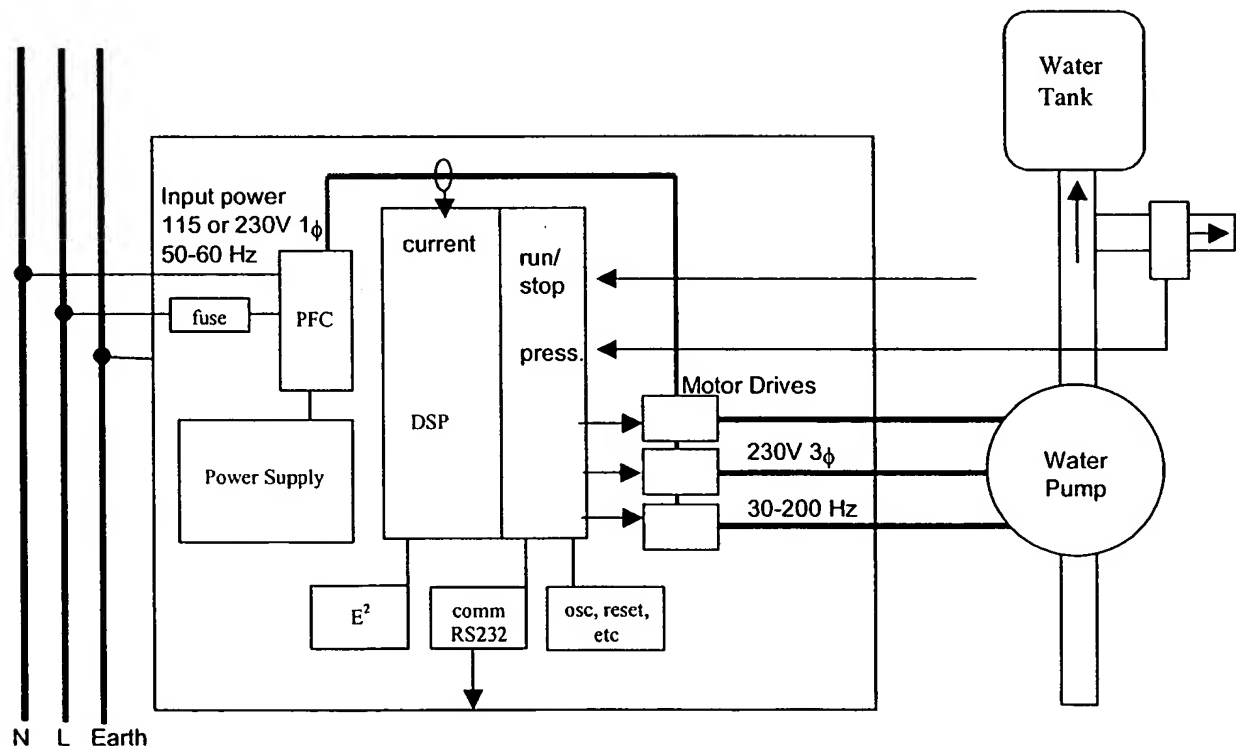 Water
Tank
Input power
115 or 230V 1ϕ
50-60 Hz
current
run/
stop
fuse
PFC
press.
Motor Drives
DSP
230V 3ϕ
Power Supply
Water
Pump
30-200 Hz
E²
comm
RS232
osc, reset,
etc
N L Earth